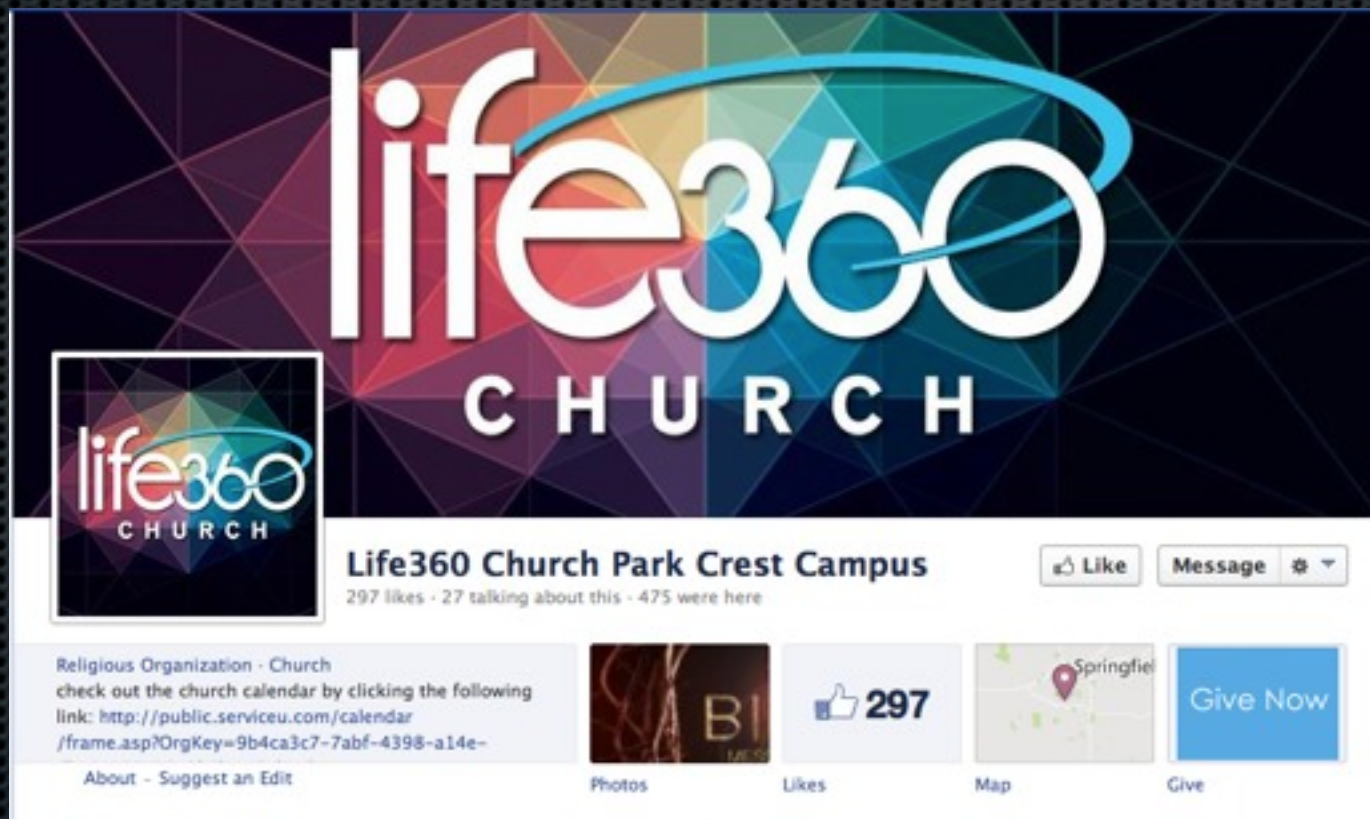 life360
CHURCH
life360
CHURCH
Life360 Church Park Crest Campus
297 likes · 27 talking about this · 475 were here
Like
Message
Religious Organization · Church
check out the church calendar by clicking the following
link: http://public.serviceu.com/calendar
/frame.asp?OrgKey=9b4ca3c7-7abf-4398-a14e-
About - Suggest an Edit
BI
MES
Photos
297
Likes
Springfiel
Map
Give Now
Give